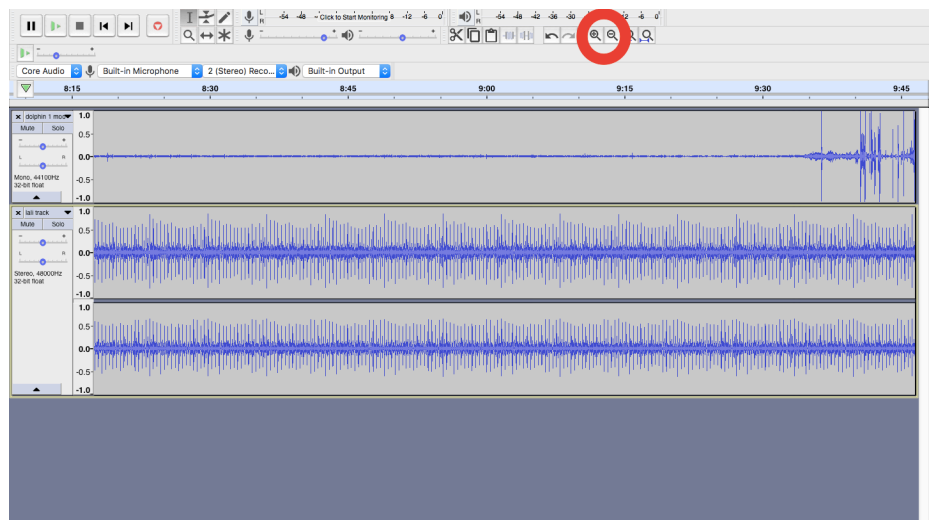 L
R
-54 -48 - Click to Start Monitoring 8 -12 -6 0
L
R
-54 -48 -42 -36 -30 -6 0
Core Audio Built-in Microphone 2 (Stereo) Reco... Built-in Output
8:15 8:30 8:45 9:00 9:15 9:30 9:45
dolphin 1 mod
Mute Solo
- +
L R
Mono, 44100Hz
32-bit float
1.0
0.5
0.0
-0.5
-1.0
lali track
Mute Solo
- +
L R
Stereo, 48000Hz
32-bit float
1.0
0.5
0.0
-0.5
-1.0
1.0
0.5
0.0
-0.5
-1.0